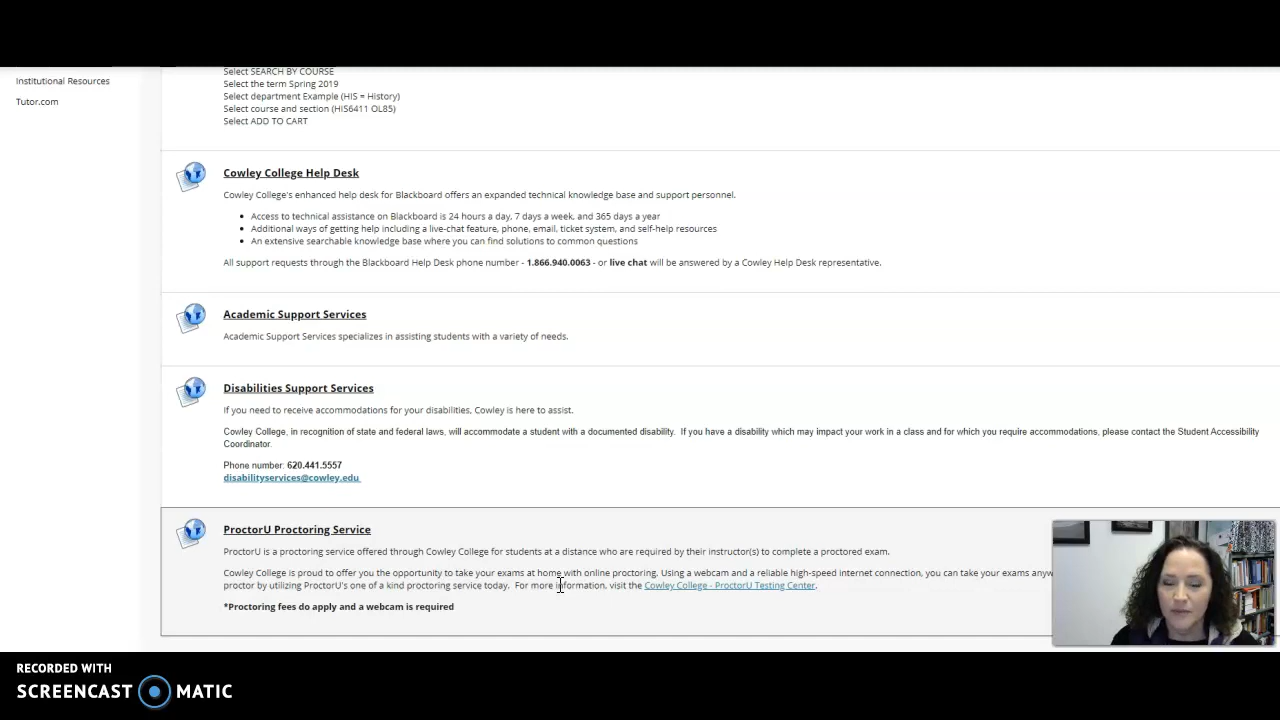 Institutional Resources
Tutor.com
Select SEARCH BY COURSE
Select the term Spring 2019
Select department Example (HIS = History)
Select course and section (HIS6411 OL85)
Select ADD TO CART
Cowley College Help Desk
Cowley College's enhanced help desk for Blackboard offers an expanded technical knowledge base and support personnel.
• Access to technical assistance on Blackboard is 24 hours a day, 7 days a week, and 365 days a year
• Additional ways of getting help including a live-chat feature, phone, email, ticket system, and self-help resources
• An extensive searchable knowledge base where you can find solutions to common questions
All support requests through the Blackboard Help Desk phone number - 1.866.940.0063 - or live chat will be answered by a Cowley Help Desk representative.
Academic Support Services
Academic Support Services specializes in assisting students with a variety of needs.
Disabilities Support Services
If you need to receive accommodations for your disabilities, Cowley is here to assist.
Cowley College, in recognition of state and federal laws, will accommodate a student with a documented disability. If you have a disability which may impact your work in a class and for which you require accommodations, please contact the Student Accessibility
Coordinator.
Phone number: 620.441.5557
disabilityservices@cowley.edu
ProctorU Proctoring Service
ProctorU is a proctoring service offered through Cowley College for students at a distance who are required by their instructor(s) to complete a proctored exam.
Cowley College is proud to offer you the opportunity to take your exams at home with online proctoring. Using a webcam and a reliable high-speed internet connection, you can take your exams anyw
proctor by utilizing ProctorU's one of a kind proctoring service today. For more information, visit the Cowley College - ProctorU Testing Center.
*Proctoring fees do apply and a webcam is required
RECORDED WITH
SCREENCAST MATIC